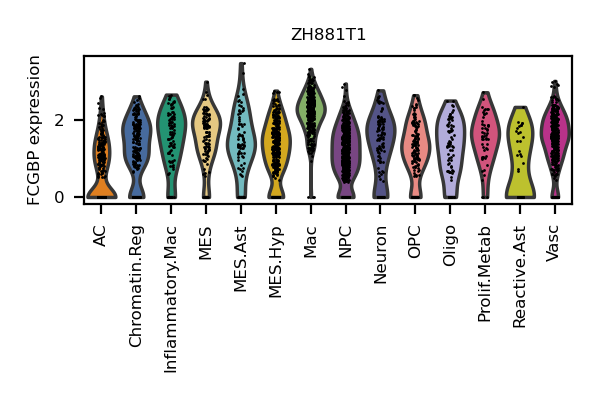 ZH881T1
FCGBP expression
2
0
AC
Chromatin.Reg
Inflammatory.Mac
MES
MES.Ast
MES.Hyp
Mac
NPC
Neuron
OPC
Oligo
Prolif.Metab
Reactive.Ast
Vasc